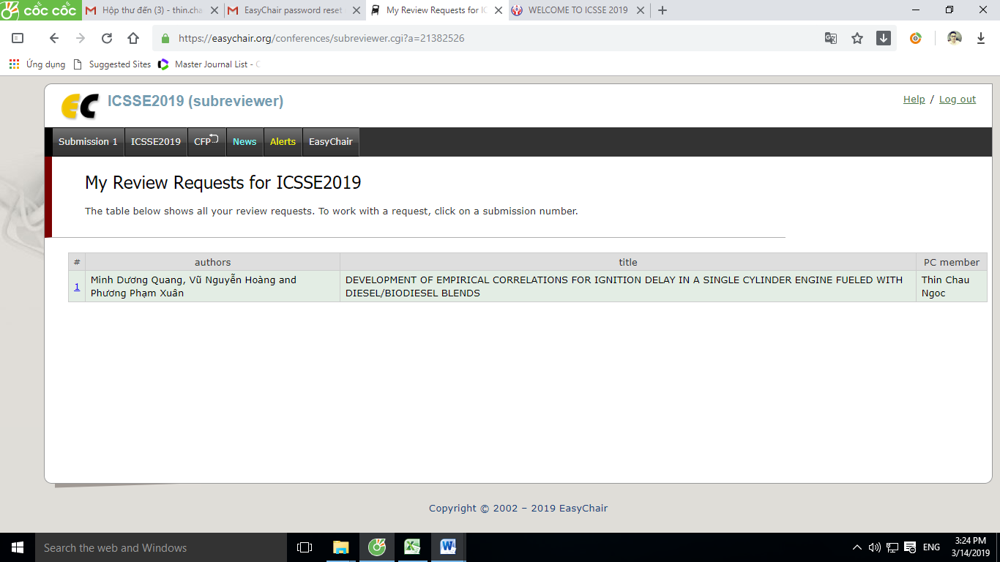 cốc cốc
Hộp thư đến (3) - thin.cha
EasyChair password reset
My Review Requests for IC
WELCOME TO ICSSE 2019
https://easychair.org/conferences/subreviewer.cgi?a=21382526
Ứng dụng
Suggested Sites
Master Journal List - C
EC
ICSSE2019 (subreviewer)
Help / Log out
Submission 1
ICSSE2019
CFP
News
Alerts
EasyChair
My Review Requests for ICSSE2019
The table below shows all your review requests. To work with a request, click on a submission number.
# authors title PC member
1 Minh Dương Quang, Vũ Nguyễn Hoàng and DEVELOPMENT OF EMPIRICAL CORRELATIONS FOR IGNITION DELAY IN A SINGLE CYLINDER ENGINE FUELED WITH Thin Chau
Phương Phạm Xuân DIESEL/BIODIESEL BLENDS Ngoc
Copyright © 2002 – 2019 EasyChair
Search the web and Windows
ENG
3:24 PM
3/14/2019